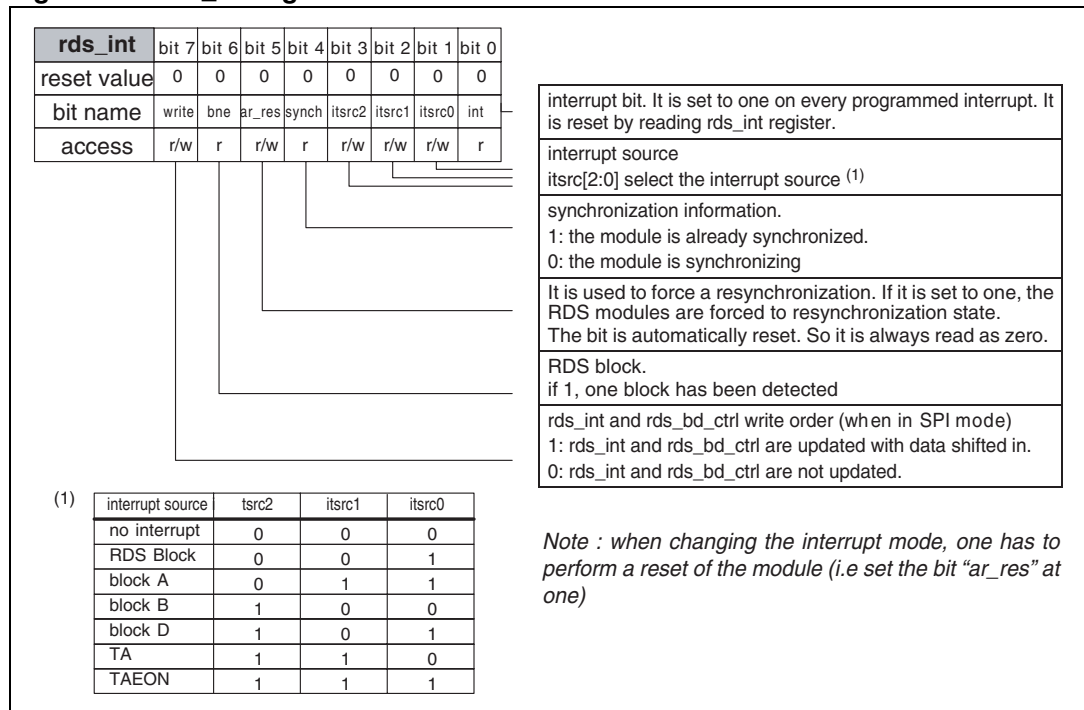 rds_int bit 7 bit 6 bit 5 bit 4 bit 3 bit 2 bit 1 bit 0
reset value 0 0 0 0 0 0 0 0
bit name write bne ar_res synch itsrc2 itsrc1 itsrc0 int
access r/w r r/w r r/w r/w r/w r
interrupt bit. It is set to one on every programmed interrupt. It
is reset by reading rds_int register.
interrupt source
itsrc[2:0] select the interrupt source (1)
synchronization information.
1: the module is already synchronized.
0: the module is synchronizing
It is used to force a resynchronization. If it is set to one, the
RDS modules are forced to resynchronization state.
The bit is automatically reset. So it is always read as zero.
RDS block.
if 1, one block has been detected
rds_int and rds_bd_ctrl write order (when in SPI mode)
1: rds_int and rds_bd_ctrl are updated with data shifted in.
0: rds_int and rds_bd_ctrl are not updated.
(1) interrupt source tsrc2 itsrc1 itsrc0
no interrupt 0 0 0
RDS Block 0 0 1
block A 0 1 1
block B 1 0 0
block D 1 0 1
TA 1 1 0
TAEON 1 1 1
Note : when changing the interrupt mode, one has to
perform a reset of the module (i.e set the bit “ar_res” at
one)